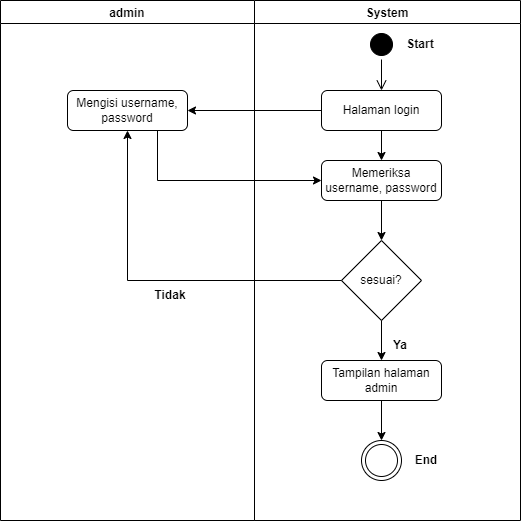 admin
System
Start
Mengisi username,
password
Halaman login
Memeriksa
username, password
sesuai?
Tidak
Ya
Tampilan halaman
admin
End